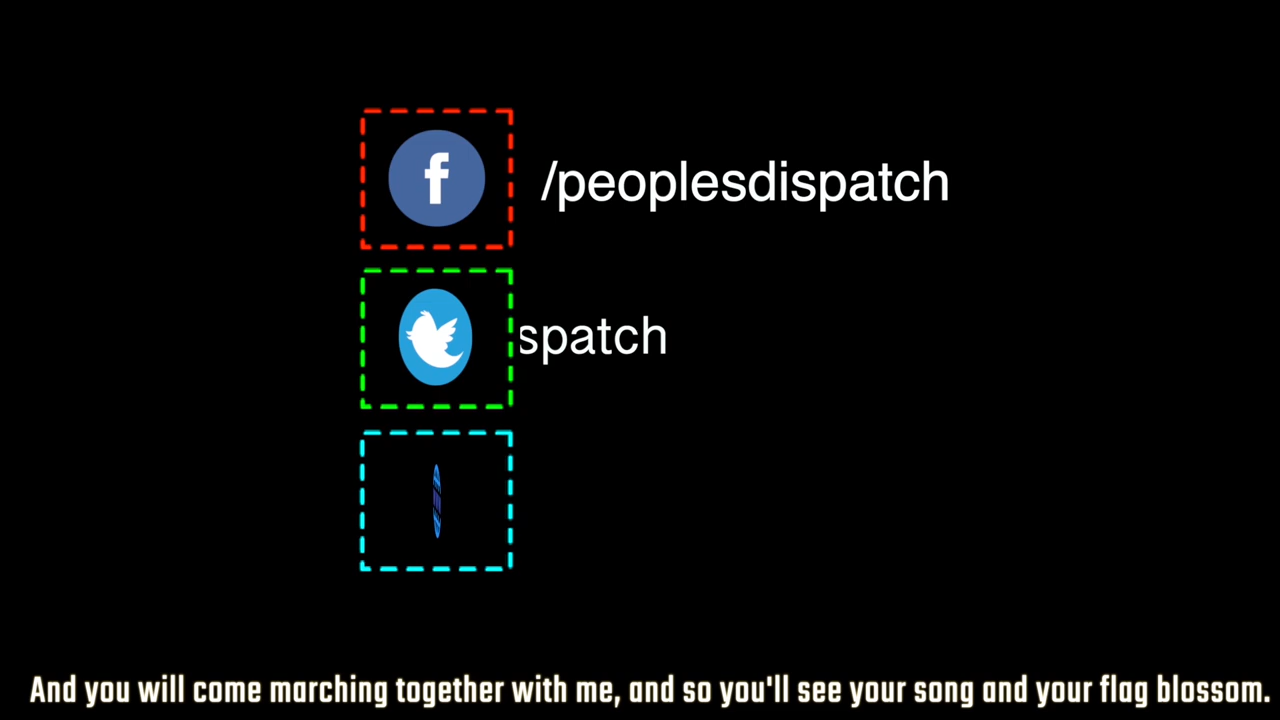 /peoplesdispatch
spatch
And you will come marching together with me, and so you'll see your song and your flag blossom.